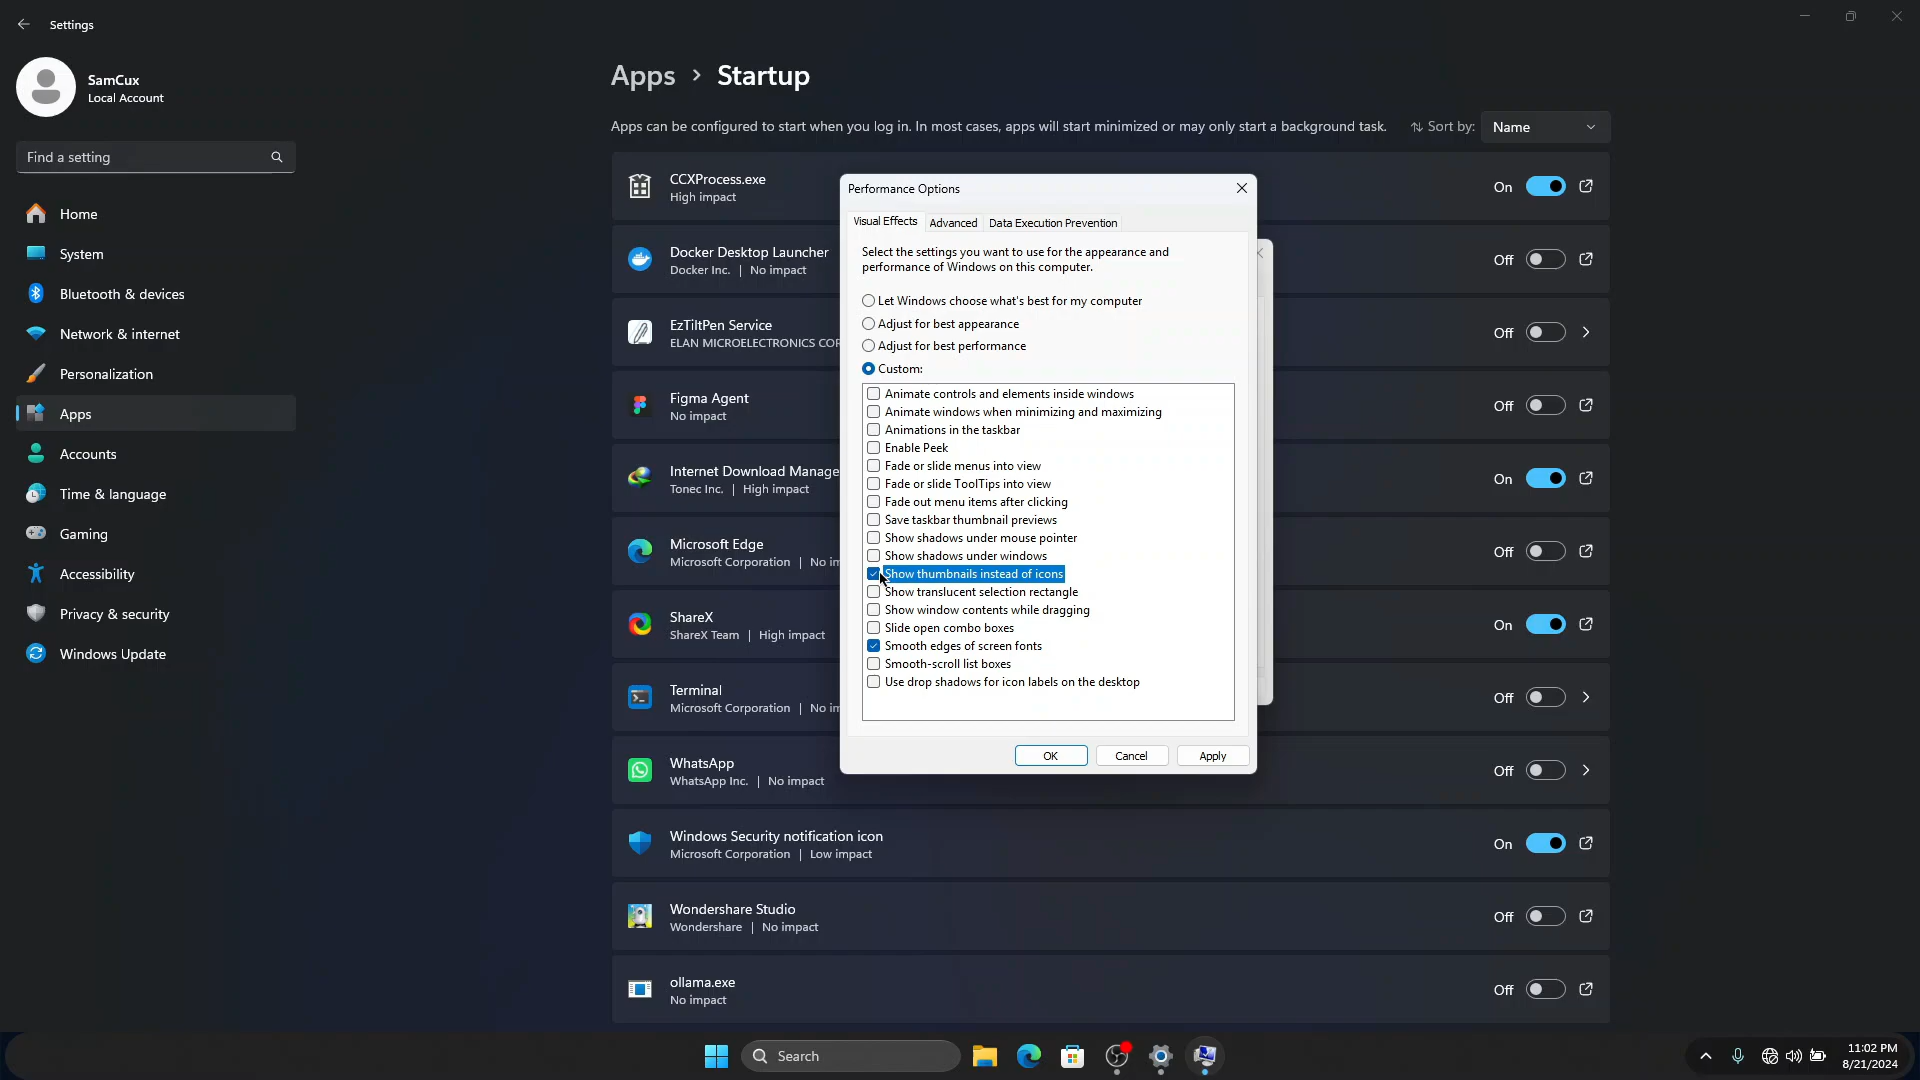 Settings
SamCux
Local Account
Find a setting
Home
System
Bluetooth & devices
Network & internet
Personalization
Apps
Accounts
Time & language
Gaming
Accessibility
Privacy & security
Windows Update
Apps > Startup
Apps can be configured to start when you log in. In most cases, apps will start minimized or may only start a background task.
Sort by: Name
CCXProcess.exe
High impact
On
Docker Desktop Launcher
Docker Inc. | No impact
Off
EzTiltPen Service
ELAN MICROELECTRONICS COR
Off
Figma Agent
No impact
Off
Internet Download Manage
Tonec Inc. | High impact
On
Microsoft Edge
Microsoft Corporation | No im
Off
ShareX
ShareX Team | High impact
On
Terminal
Microsoft Corporation | No im
Off
WhatsApp
WhatsApp Inc. | No impact
Off
Windows Security notification icon
Microsoft Corporation | Low impact
On
Wondershare Studio
Wondershare | No impact
Off
ollama.exe
No impact
Off
Performance Options
Visual Effects Advanced Data Execution Prevention
Select the settings you want to use for the appearance and
performance of Windows on this computer.
Let Windows choose what's best for my computer
Adjust for best appearance
Adjust for best performance
Custom:
Animate controls and elements inside windows
Animate windows when minimizing and maximizing
Animations in the taskbar
Enable Peek
Fade or slide menus into view
Fade or slide ToolTips into view
Fade out menu items after clicking
Save taskbar thumbnail previews
Show shadows under mouse pointer
Show shadows under windows
Show thumbnails instead of icons
Show translucent selection rectangle
Show window contents while dragging
Slide open combo boxes
Smooth edges of screen fonts
Smooth-scroll list boxes
Use drop shadows for icon labels on the desktop
OK Cancel Apply
Search
11:02 PM
8/21/2024